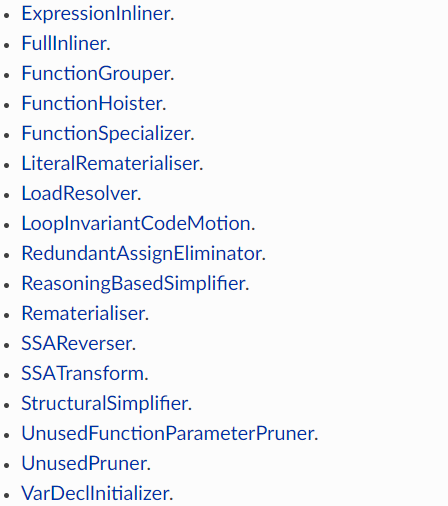 ExpressionInliner.
FullInliner.
FunctionGrouper.
FunctionHoister.
FunctionSpecializer.
LiteralRematerialiser.
LoadResolver.
LoopInvariantCodeMotion.
RedundantAssignEliminator.
ReasoningBasedSimplifier.
Rematerialiser.
SSAReverser.
SSATransform.
StructuralSimplifier.
UnusedFunctionParameterPruner.
UnusedPruner.
VarDeclInitializer.